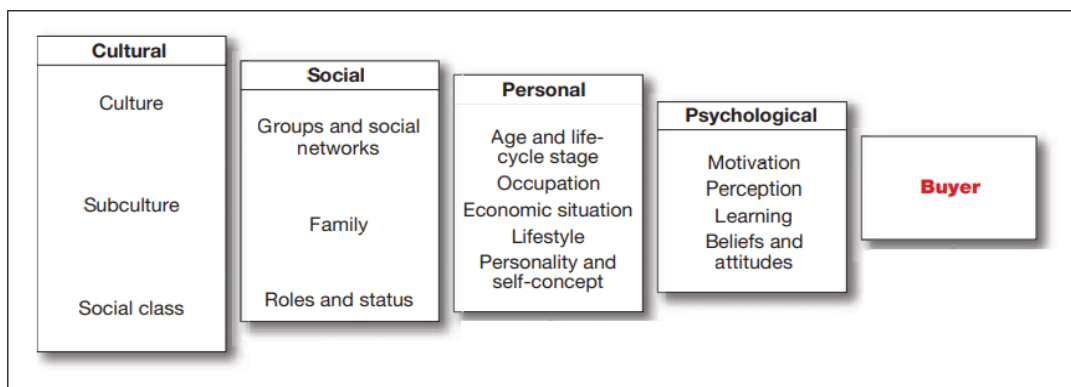 Cultural
Culture
Subculture
Social class
Social
Groups and social
networks
Family
Roles and status
Personal
Age and life-
cycle stage
Occupation
Economic situation
Lifestyle
Personality and
self-concept
Psychological
Motivation
Perception
Learning
Beliefs and
attitudes
Buyer